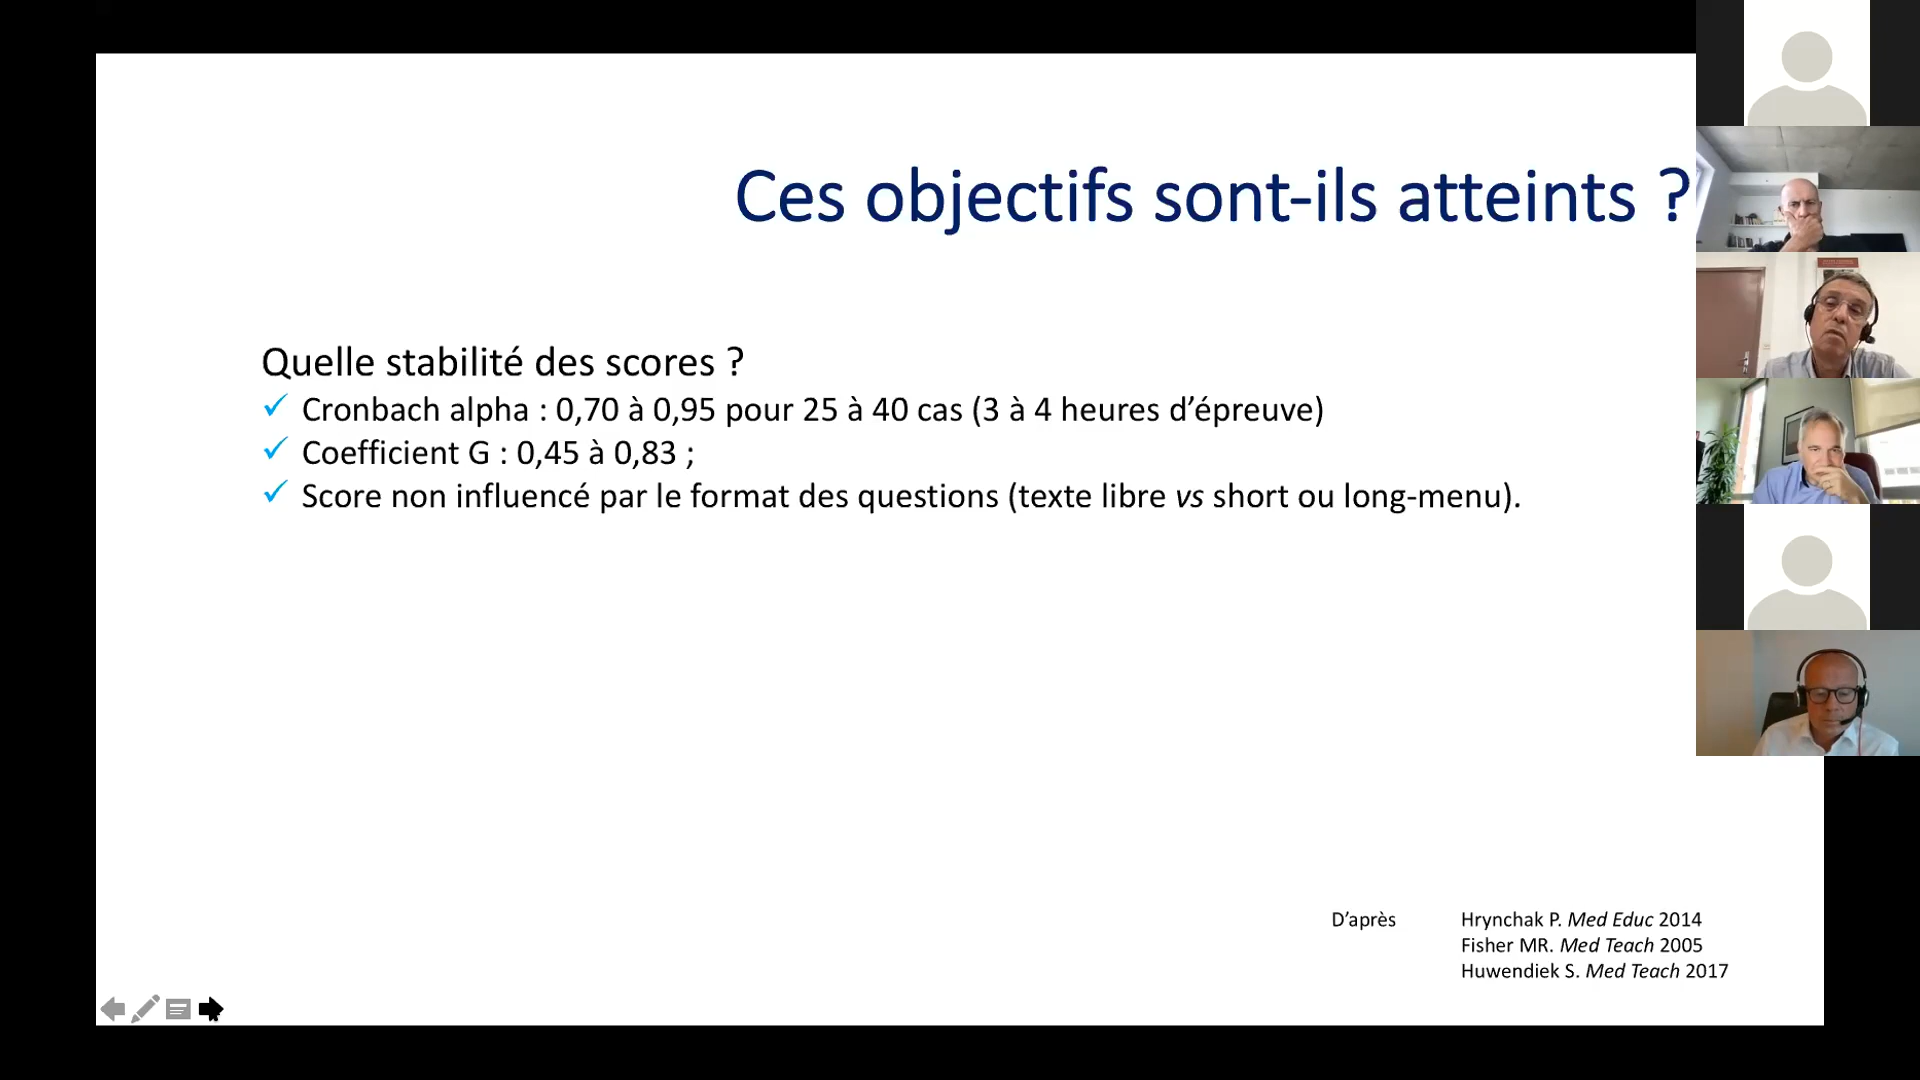 Ces objectifs sont-ils atteints ?
Quelle stabilité des scores ?
Cronbach alpha : 0,70 à 0,95 pour 25 à 40 cas (3 à 4 heures d’épreuve)
Coefficient G : 0,45 à 0,83 ;
Score non influencé par le format des questions (texte libre vs short ou long-menu).
D’après Hrynchak P. Med Educ 2014
Fisher MR. Med Teach 2005
Huwendiek S. Med Teach 2017